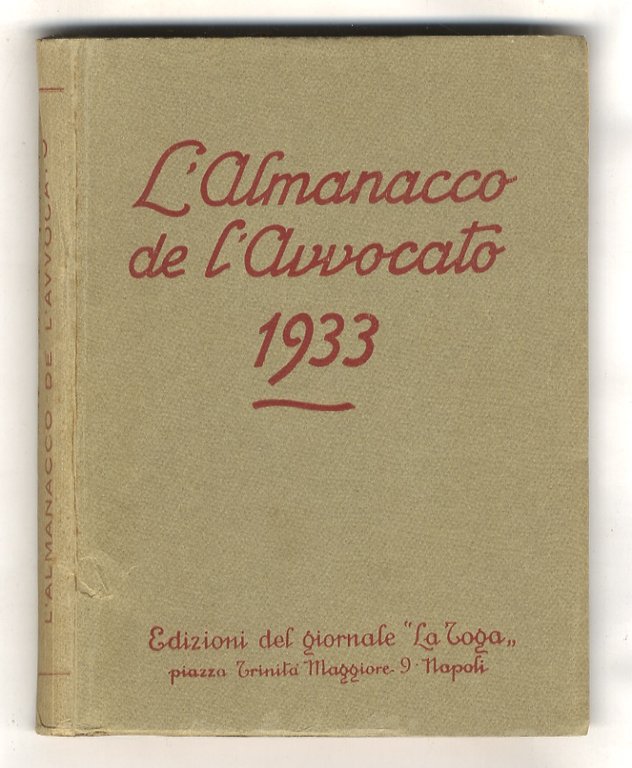 L'Almanacco
de l'Avvocato
1933
Edizioni del giornale "La Toga„
piazza Trinità Maggiore - 9 - Napoli
L'ALMANACCO DE L'AVVOCATO